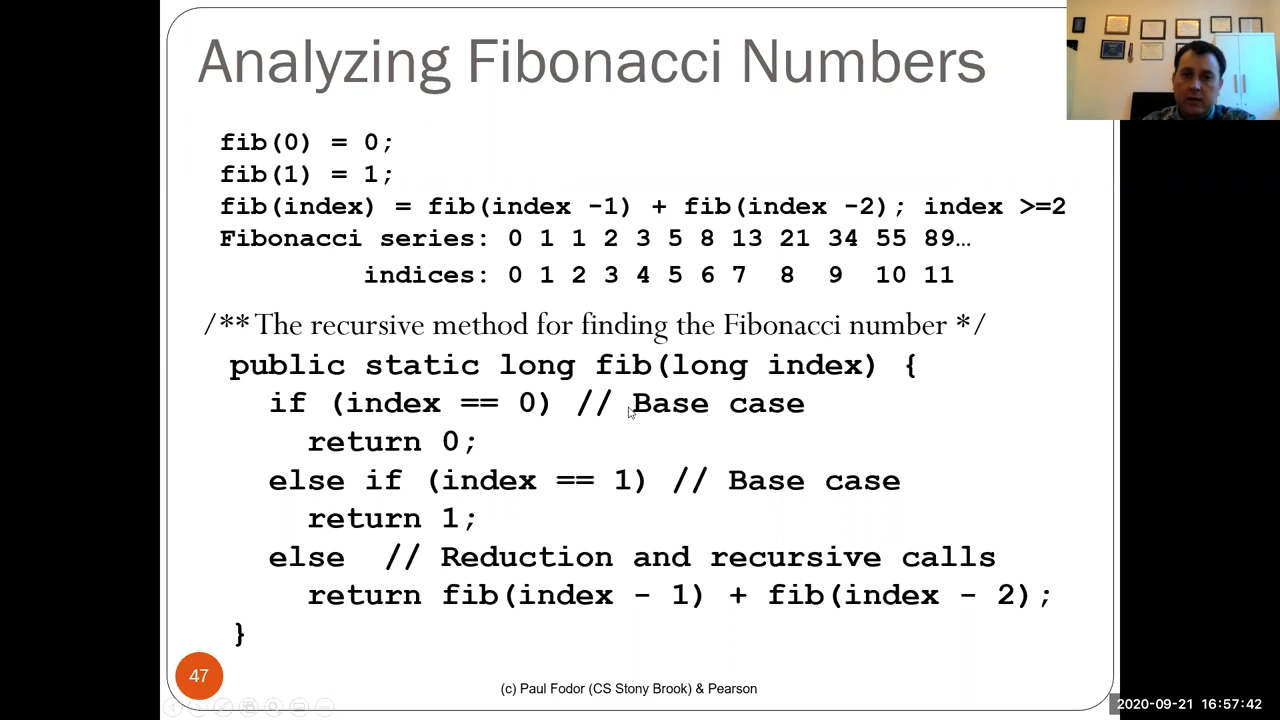 Analyzing Fibonacci Numbers
fib(0) = 0;
fib(1) = 1;
fib(index) = fib(index -1) + fib(index -2); index >=2
Fibonacci series: 0 1 1 2 3 5 8 13 21 34 55 89…
indices: 0 1 2 3 4 5 6 7 8 9 10 11
/** The recursive method for finding the Fibonacci number */
public static long fib(long index) {
if (index == 0) // Base case
return 0;
else if (index == 1) // Base case
return 1;
else // Reduction and recursive calls
return fib(index - 1) + fib(index - 2);
}
47
(c) Paul Fodor (CS Stony Brook) & Pearson
2020-09-21 16:57:42